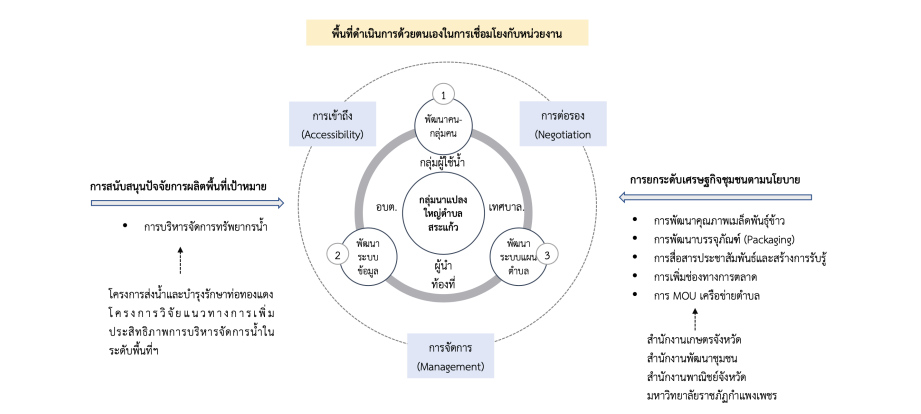 พื้นที่ดำเนินการด้วยตนเองในการเชื่อมโยงกับหน่วยงาน
การเข้าถึง
(Accessibility)
การต่อรอง
(Negotiation
1
พัฒนาคน-
กลุ่มคน
กลุ่มผู้ใช้น้ำ
การสนับสนุนปัจจัยการผลิตพื้นที่เป้าหมาย
• การบริหารจัดการทรัพยากรน้ำ
โครงการส่งน้ำและบำรุงรักษาท่อทองแดง
โครงการวิจัยแนวทางการเพิ่ม
ประสิทธิภาพการบริหารจัดการน้ำใน
ระดับพื้นที่ฯ
อบต.
กลุ่มนาแปลง
ใหญ่ตำบล
สระแก้ว
เทศบาล.
2
พัฒนา
ระบบ
ข้อมูล
ผู้นำ
ท้องที่
พัฒนา
ระบบแผน
ตำบล
3
การจัดการ
(Management)
การยกระดับเศรษฐกิจชุมชนตามนโยบาย
• การพัฒนาคุณภาพเมล็ดพันธุ์ข้าว
• การพัฒนาบรรจุภัณฑ์ (Packaging)
• การสื่อสารประชาสัมพันธ์และสร้างการรับรู้
• การเพิ่มช่องทางการตลาด
• การ MOU เครือข่ายตำบล
สำนักงานเกษตรจังหวัด
สำนักงานพัฒนาชุมชน
สำนักงานพาณิชย์จังหวัด
มหาวิทยาลัยราชภัฏกำแพงเพชร